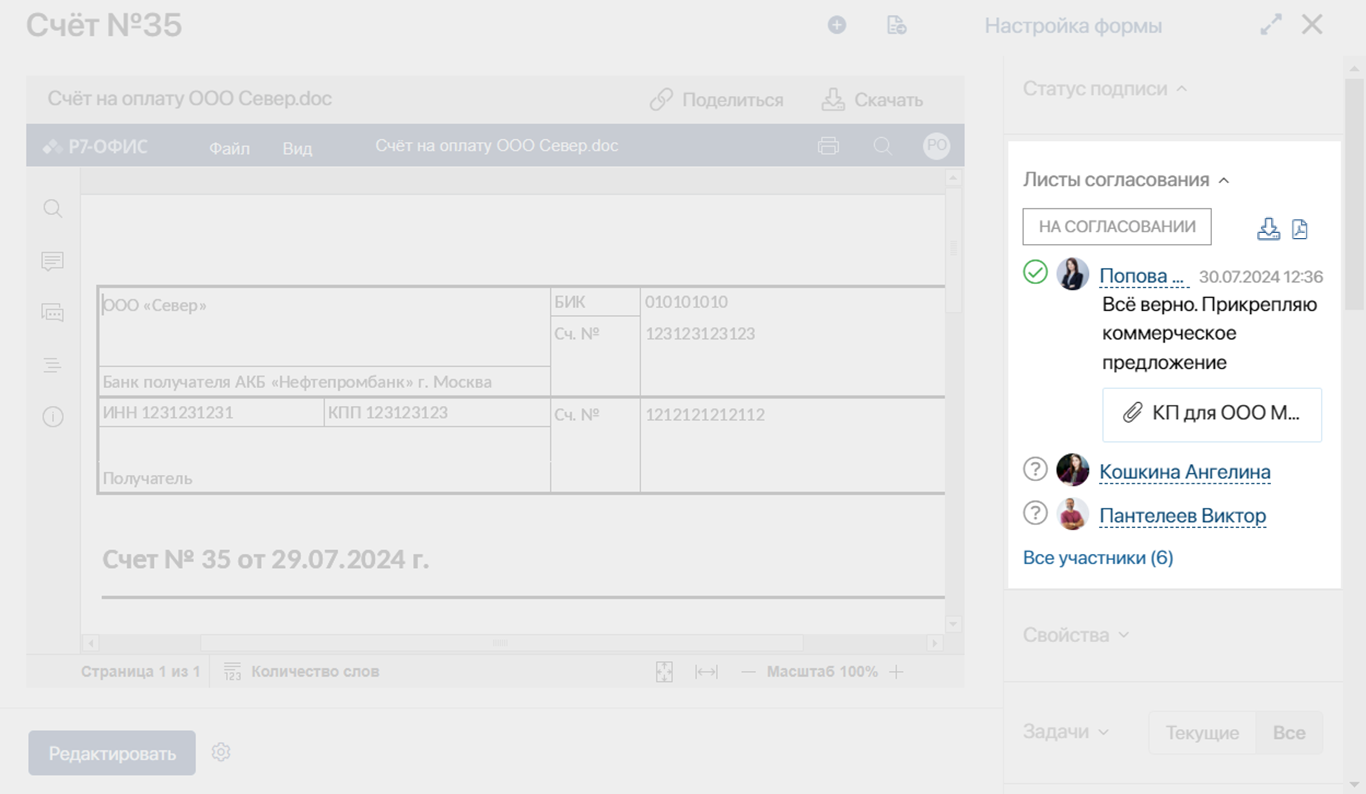 Счёт №35
Настройка формы
Счёт на оплату ООО Север.doc
Поделиться
Скачать
Р7-ОФИС
Файл
Вид
Счёт на оплату ООО Север.doc
РО
ООО «Север»
БИК
010101010
Сч. №
123123123123
Банк получателя АКБ «Нефтепромбанк» г. Москва
ИНН 1231231231
КПП 123123123
Сч. №
1212121212112
Получатель
Счет № 35 от 29.07.2024 г.
Страница 1 из 1
123
Количество слов
Масштаб 100%
Редактировать
Статус подписи
Листы согласования
НА СОГЛАСОВАНИИ
Попова ...
30.07.2024 12:36
Всё верно. Прикрепляю
коммерческое
предложение
КП для ООО М...
Кошкина Ангелина
Пантелеев Виктор
Все участники (6)
Свойства
Задачи
Текущие
Все